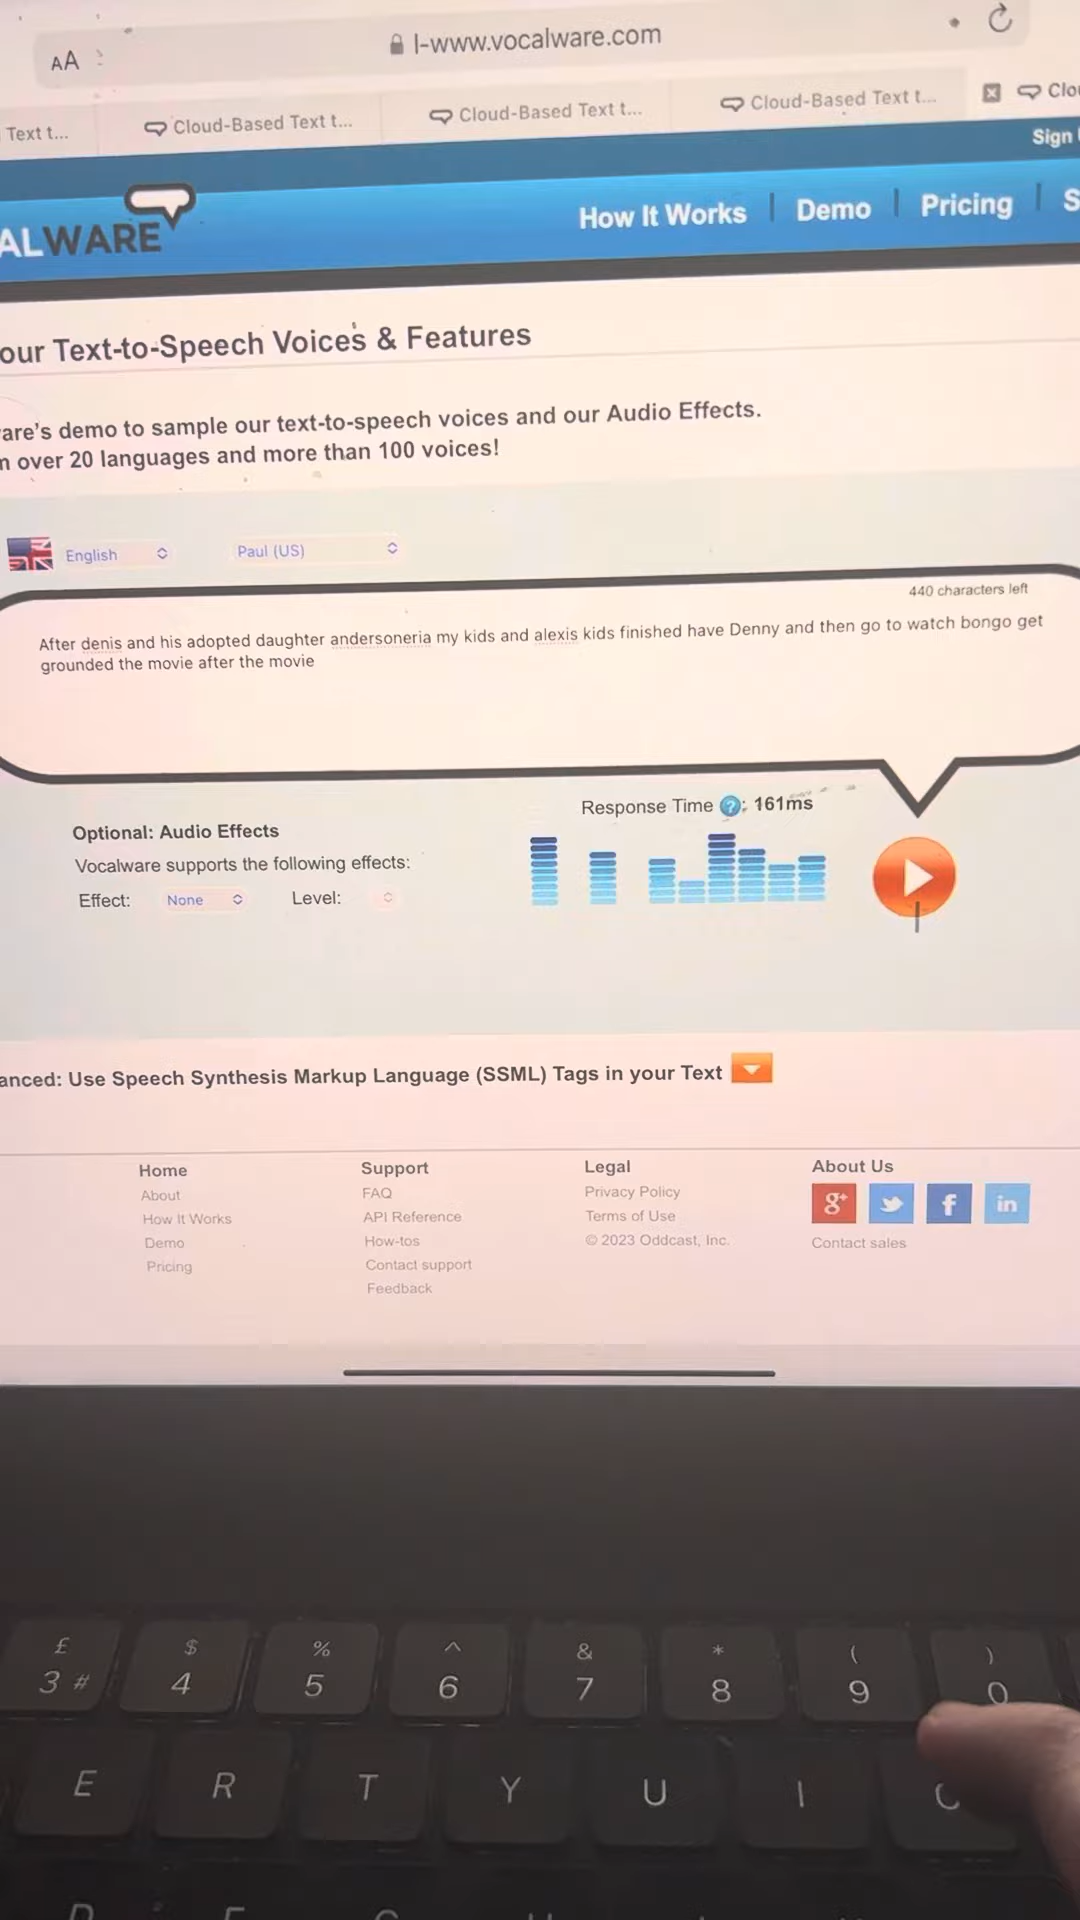 AA
l-www.vocalware.com
Text t...
Cloud-Based Text t...
Cloud-Based Text t...
Cloud-Based Text t...
Clo
Sign
ALWARE
How It Works
Demo
Pricing
S
our Text-to-Speech Voices & Features
are's demo to sample our text-to-speech voices and our Audio Effects.
over 20 languages and more than 100 voices!
English
Paul (US)
440 characters left
After denis and his adopted daughter andersoneria my kids and alexis kids finished have Denny and then go to watch bongo get
grounded the movie after the movie
Response Time ?: 161ms
Optional: Audio Effects
Vocalware supports the following effects:
Effect: None Level:
anced: Use Speech Synthesis Markup Language (SSML) Tags in your Text
Home
About
How It Works
Demo
Pricing
Support
FAQ
API Reference
How-tos
Contact support
Feedback
Legal
Privacy Policy
Terms of Use
© 2023 Oddcast, Inc.
About Us
g+ f in
Contact sales
£ $ % ^ & * ( )
3 # 4 5 6 7 8 9 0
E R T Y U I